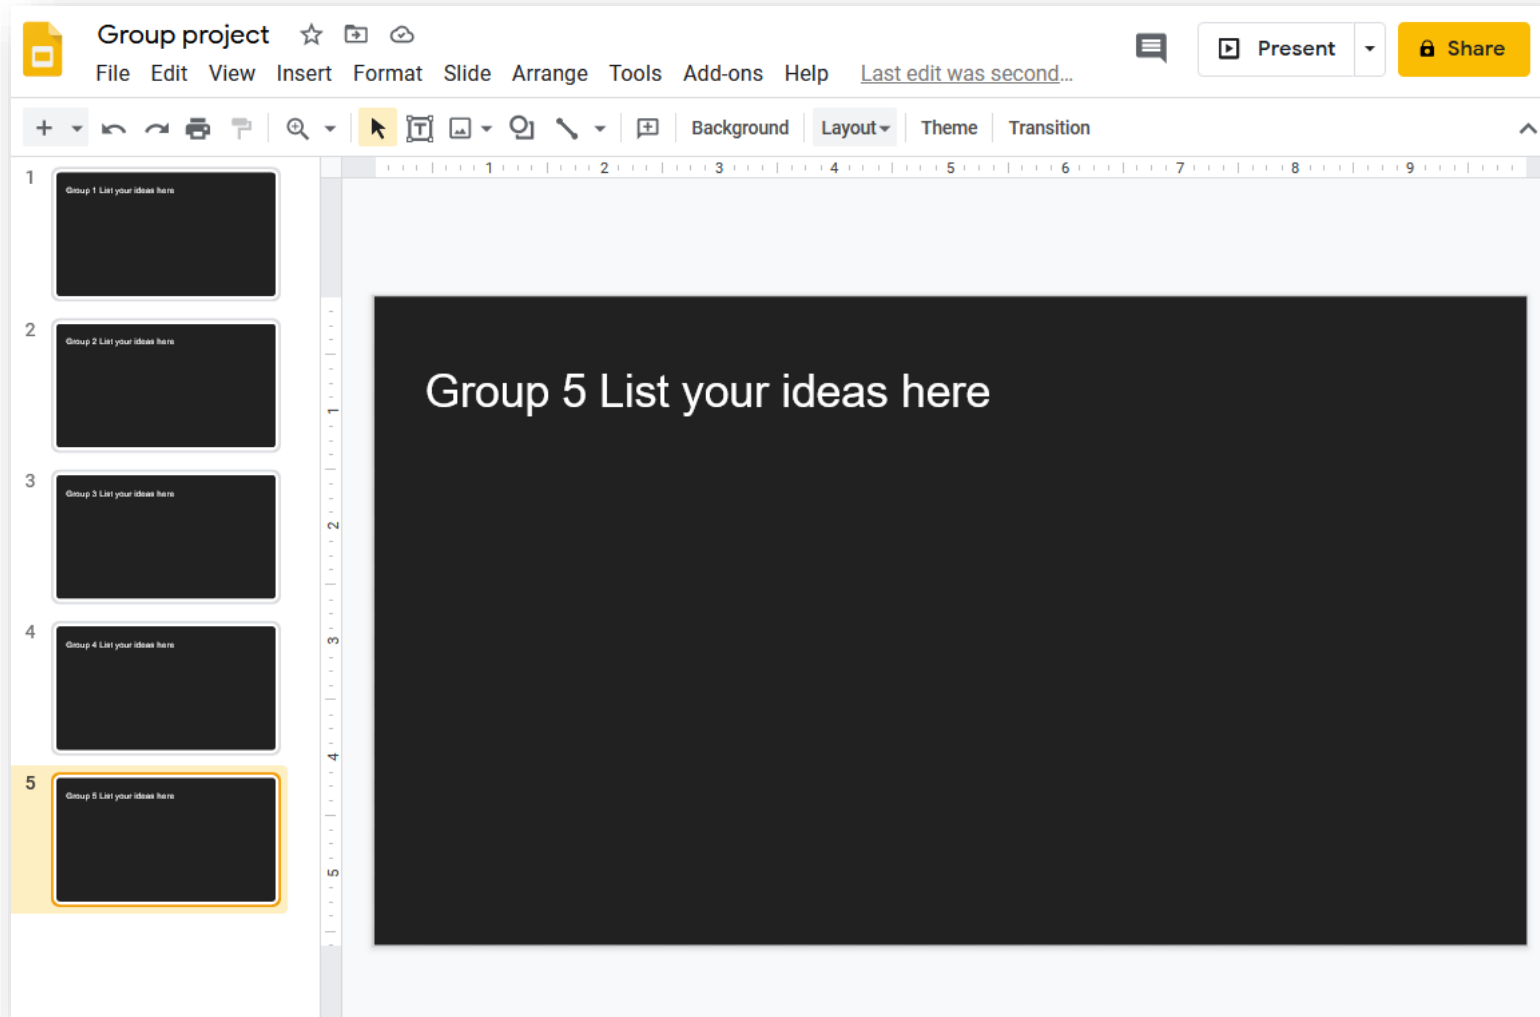 Group project
File Edit View Insert Format Slide Arrange Tools Add-ons Help Last edit was second...
Present
Share
Background Layout Theme Transition
1 2 3 4 5 6 7 8 9
1
Group 1 List your ideas here
2
Group 2 List your ideas here
3
Group 3 List your ideas here
4
Group 4 List your ideas here
5
Group 5 List your ideas here
1
2
3
4
5
Group 5 List your ideas here